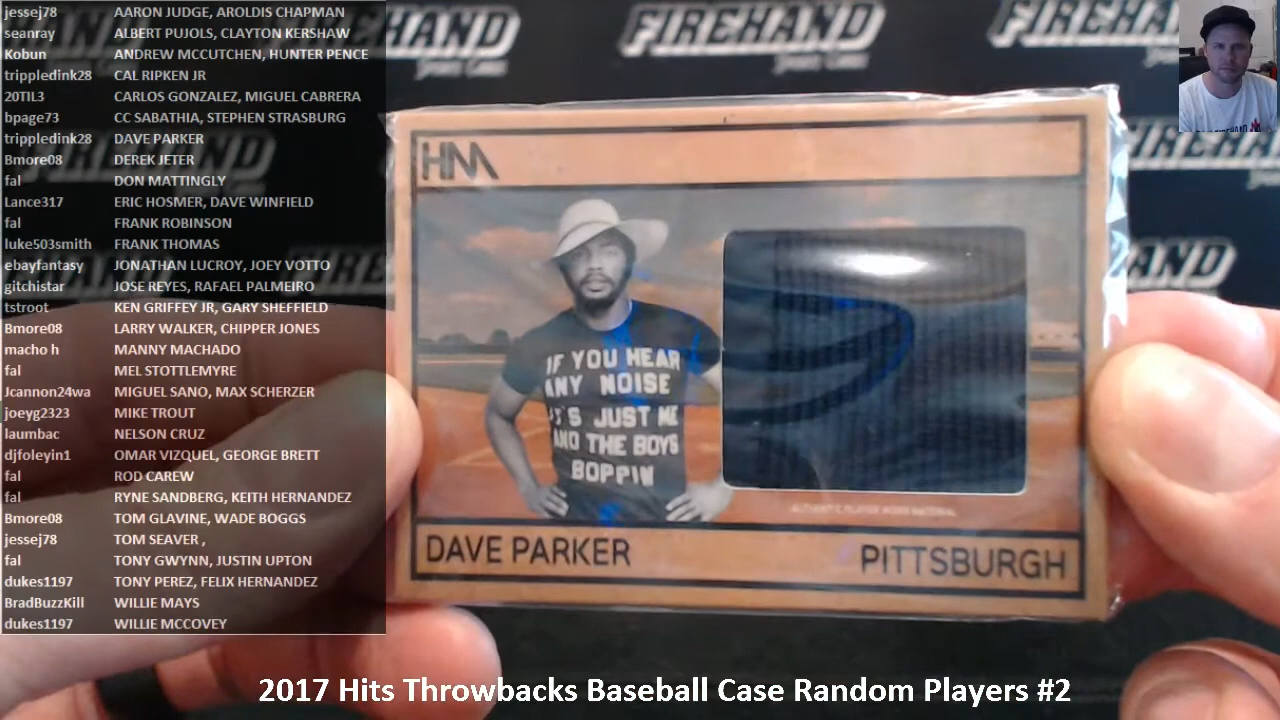 jessej78 AARON JUDGE, AROLDIS CHAPMAN
seanray ALBERT PUJOLS, CLAYTON KERSHAW
Kobun ANDREW MCCUTCHEN, HUNTER PENCE
trippledink28 CAL RIPKEN JR
20TIL3 CARLOS GONZALEZ, MIGUEL CABRERA
bpage73 CC SABATHIA, STEPHEN STRASBURG
trippledink28 DAVE PARKER
Bmore08 DEREK JETER
fal DON MATTINGLY
Lance317 ERIC HOSMER, DAVE WINFIELD
fal FRANK ROBINSON
luke503smith FRANK THOMAS
ebayfantasy JONATHAN LUCROY, JOEY VOTTO
gitchistar JOSE REYES, RAFAEL PALMEIRO
tstroot KEN GRIFFEY JR, GARY SHEFFIELD
Bmore08 LARRY WALKER, CHIPPER JONES
macho h MANNY MACHADO
fal MEL STOTTLEMYRE
Jcannon24wa MIGUEL SANO, MAX SCHERZER
joeyg2323 MIKE TROUT
laumbac NELSON CRUZ
djfoleyin1 OMAR VIZQUEL, GEORGE BRETT
fal ROD CAREW
fal RYNE SANDBERG, KEITH HERNANDEZ
Bmore08 TOM GLAVINE, WADE BOGGS
jessej78 TOM SEAVER ,
fal TONY GWYNN, JUSTIN UPTON
dukes1197 TONY PEREZ, FELIX HERNANDEZ
BradBuzzKill WILLIE MAYS
dukes1197 WILLIE MCCOVEY
FIREHAND
FIREHAND
HM
IF YOU HEAR
ANY NOISE
IT'S JUST ME
AND THE BOYS
BOPPIN
AUTHENTIC PLAYER WORN MATERIAL
DAVE PARKER PITTSBURGH
2017 Hits Throwbacks Baseball Case Random Players #2